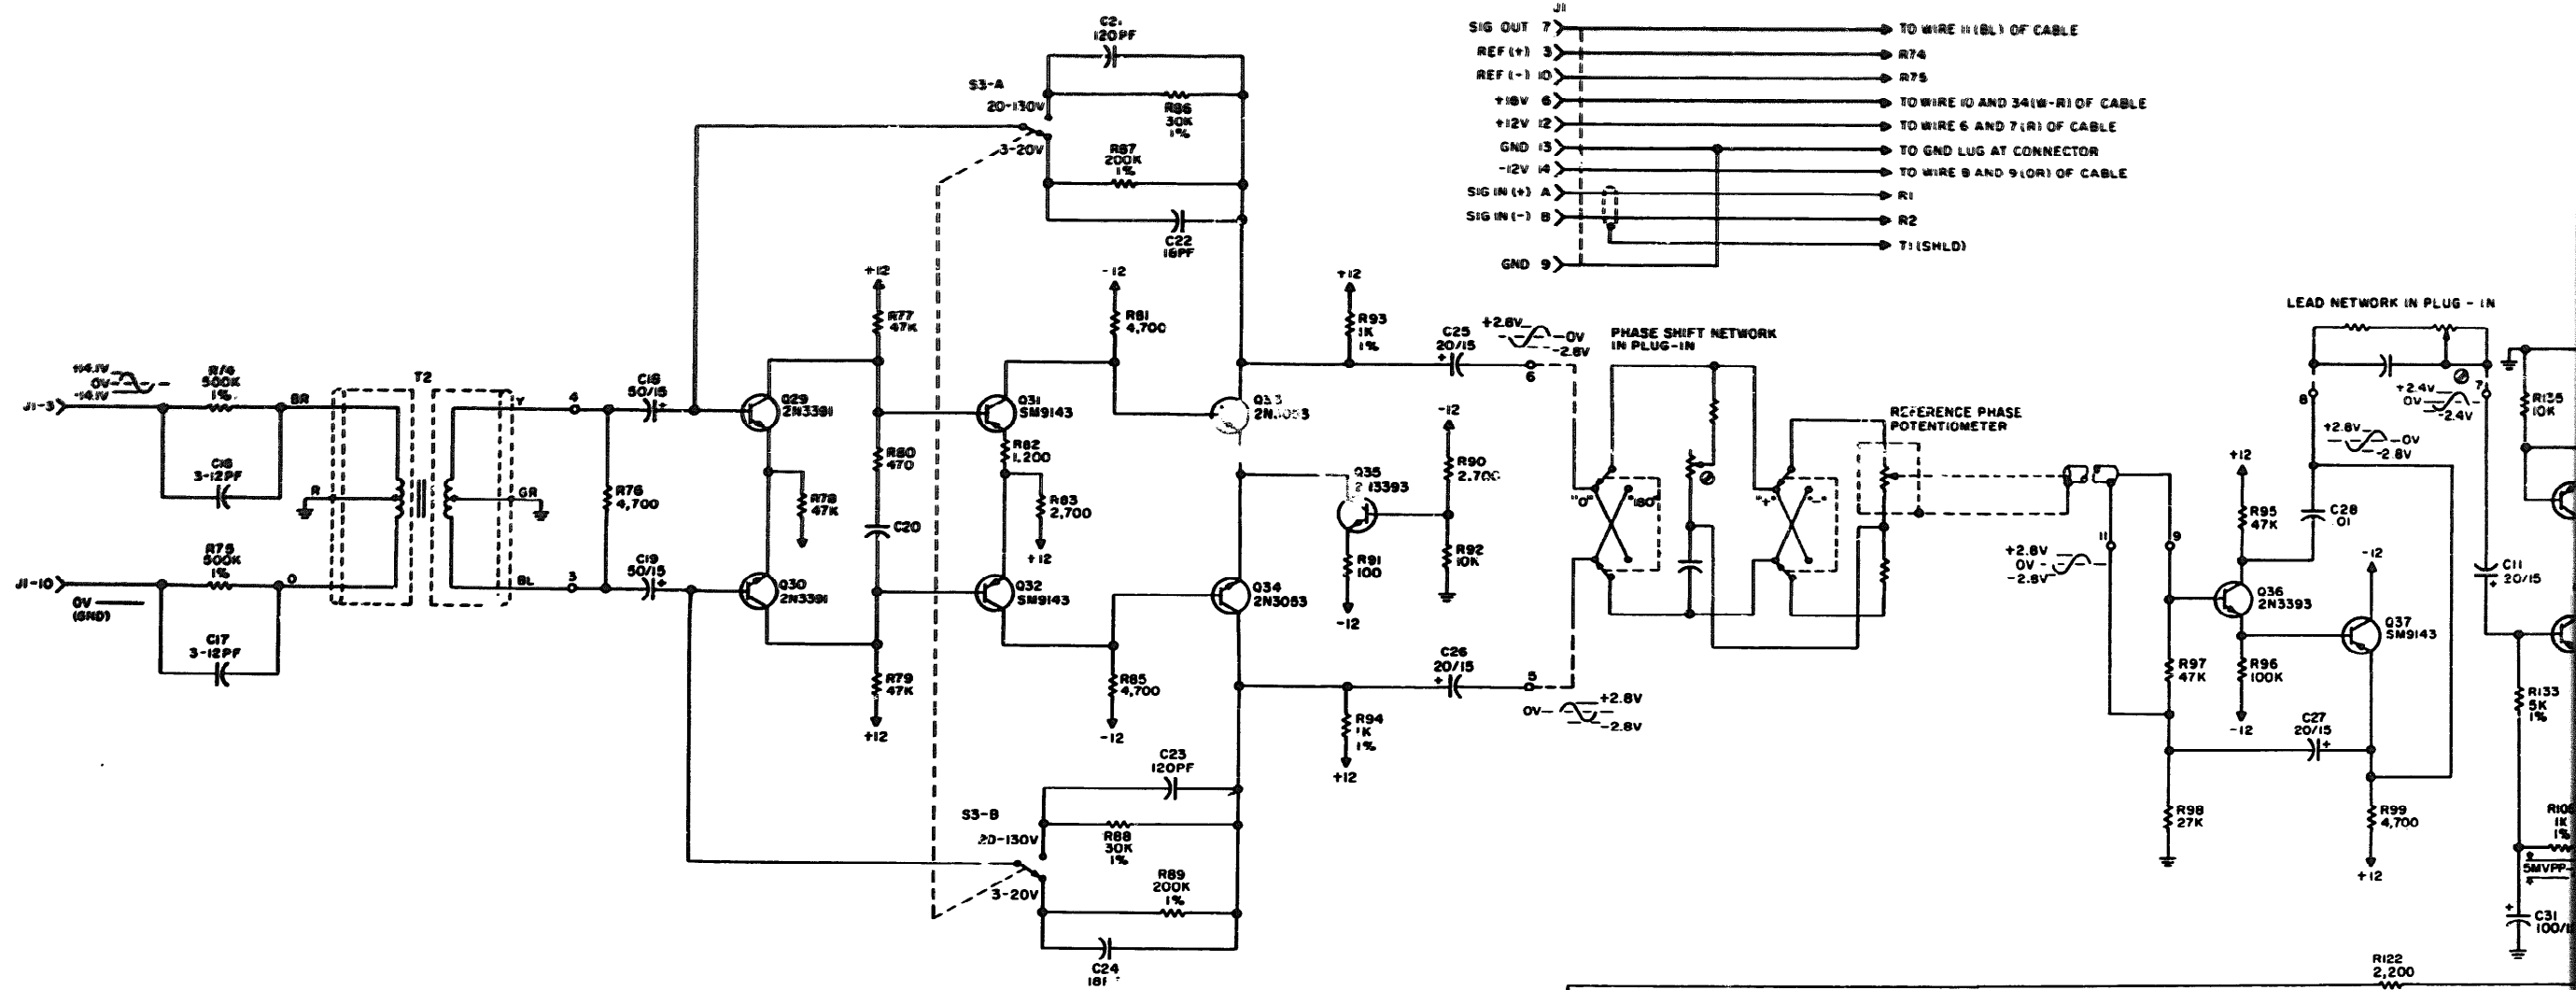 J1
SIG OUT 7 TO WIRE 11 (BL) OF CABLE
REF (+) 3 R74
REF (-) 10 R75
+18V 6 TO WIRE 10 AND 34 (W-R) OF CABLE
+12V 12 TO WIRE 6 AND 7 (R) OF CABLE
GND 13 TO GND LUG AT CONNECTOR
-12V 14 TO WIRE 8 AND 9 (OR) OF CABLE
SIG IN (+) A R1
SIG IN (-) B R2
T1 (SHLD)
GND 9
120PF
S3-A
20-130V
3-20V
R86
30K
1%
R87
200K
1%
C22
18PF
J1-3
0V
500K
1%
BR
C16
3-12PF
R
T2
Y
GR
BL
J1-10
0V
(GND)
R75
500K
1%
O
C17
3-12PF
4
3
R76
4,700
C18
50/15
+
C19
50/15
+
Q29
2N3391
Q30
2N3391
R78
47K
+12
R77
47K
R80
470
C20
R79
47K
+12
Q31
SM9143
R82
1,200
R83
2,700
+12
Q32
SM9143
-12
R81
4,700
R85
4,700
-12
Q33
Q34
2N3053
S3-B
20-130V
3-20V
C23
120PF
R88
30K
1%
R89
200K
1%
C24
+12
R93
1K
1%
C25
20/15
+
+2.8V
0V
-2.8V
6
Q35
R91
100
-12
-12
R90
R92
10K
C26
20/15
+
5
0V
+2.8V
-2.8V
R94
1K
1%
+12
PHASE SHIFT NETWORK
IN PLUG-IN
"0"
"180"
"+"
"-"
REFERENCE PHASE
POTENTIOMETER
11
9
+2.8V
0V
-2.8V
R97
47K
R98
27K
+12
R95
47K
Q36
2N3393
R96
100K
-12
C27
20/15
+
C28
.01
-12
Q37
SM9143
R99
4,700
+12
LEAD NETWORK IN PLUG - IN
8
7
+2.4V
0V
-2.4V
+2.8V
0V
-2.8V
R135
10K
C11
20/15
+
R133
5K
1%
1K
1%
+
5MVPP
+
+
C31
R122
2,200